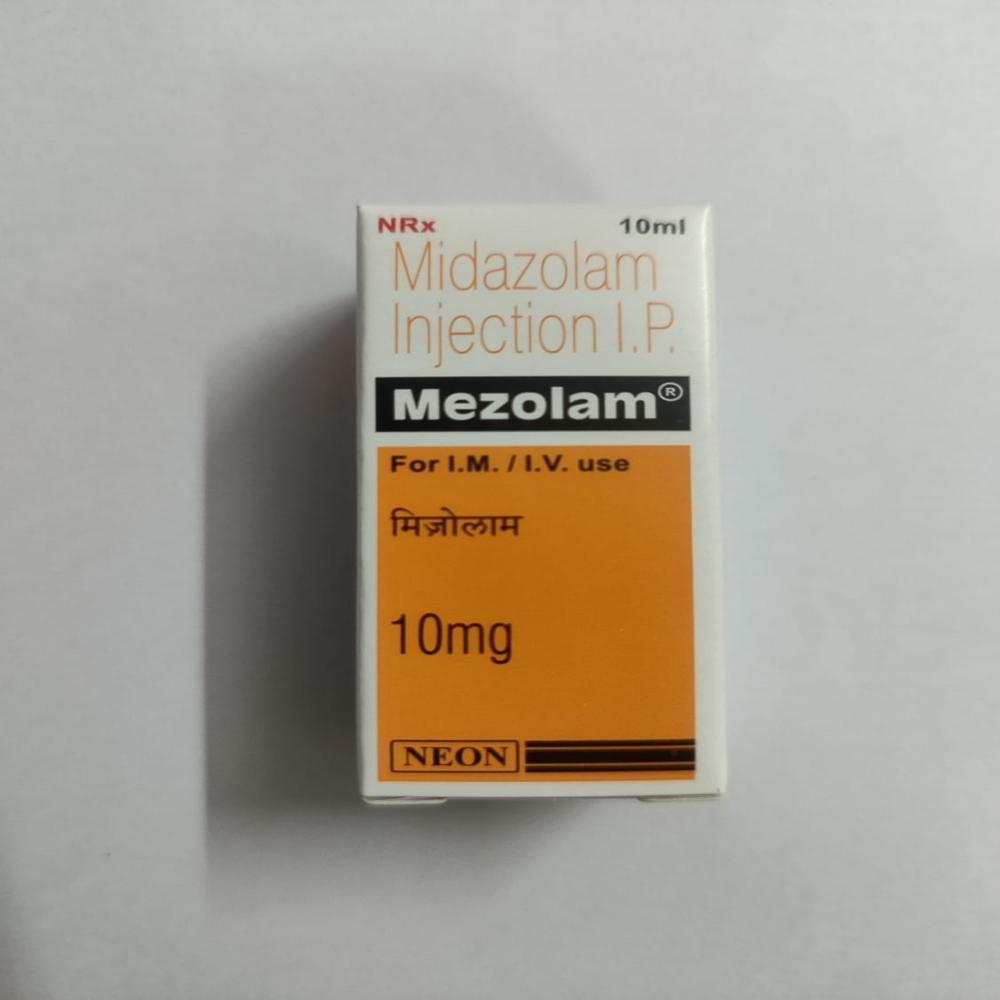 NRx 10ml
Midazolam
Injection I.P.
Mezolam®
For I.M. / I.V. use
मिज़ोलाम
10mg
NEON